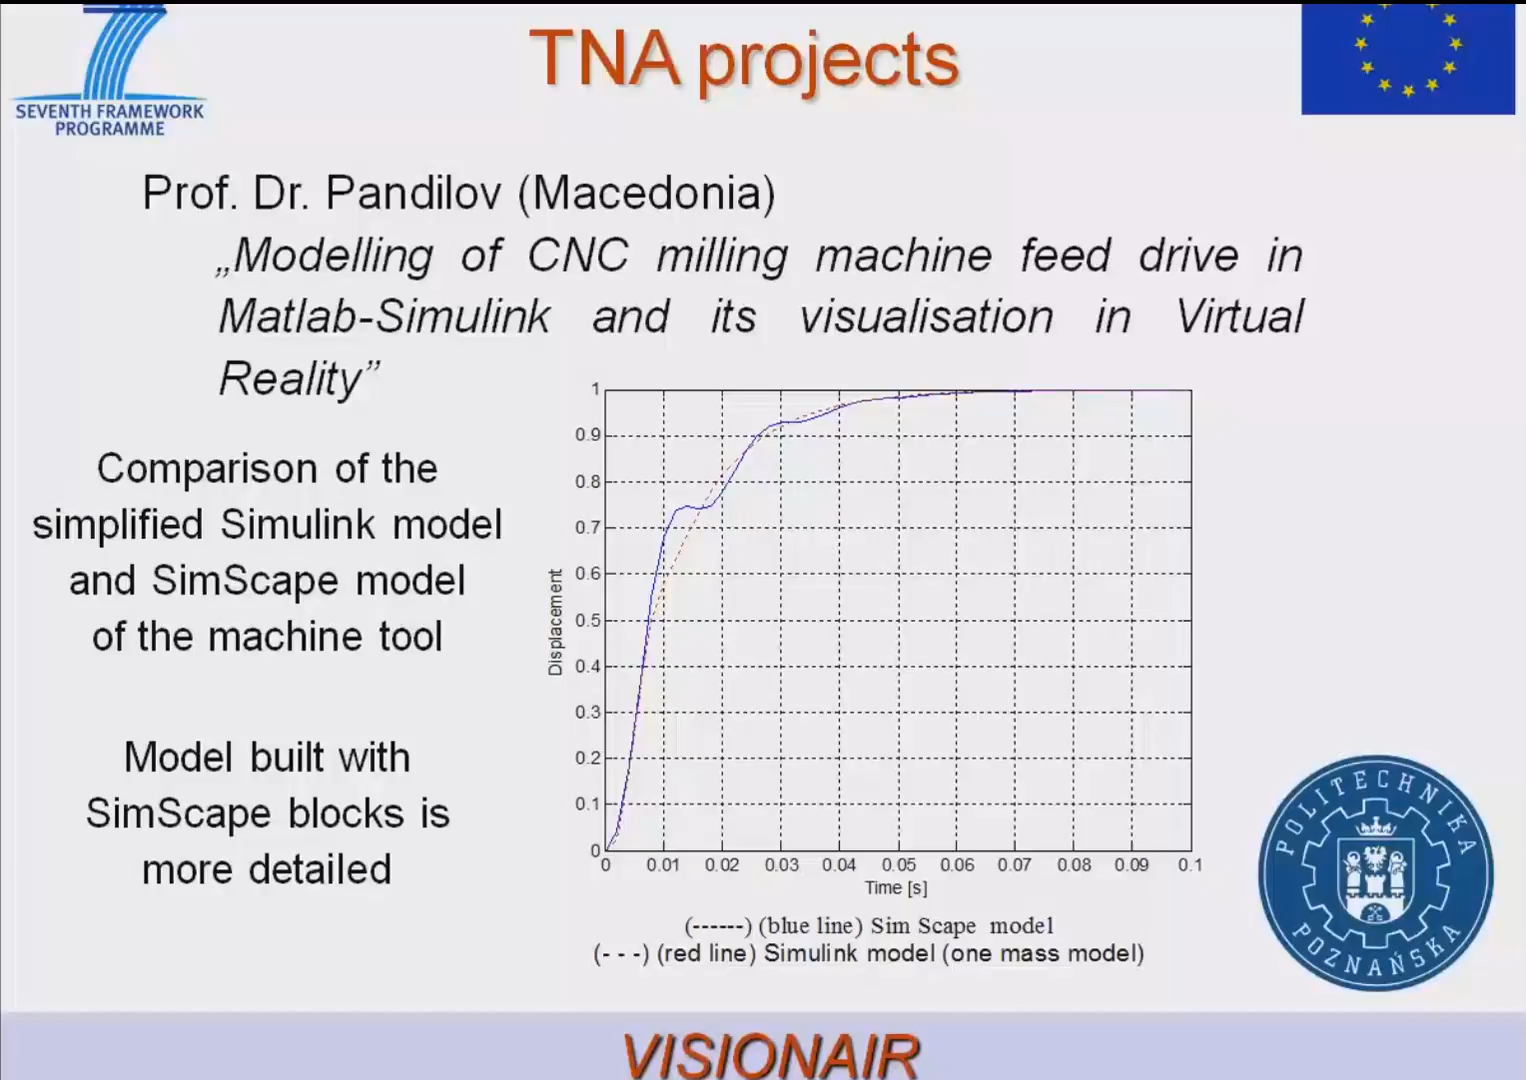 TNA projects
SEVENTH FRAMEWORK
PROGRAMME
Prof. Dr. Pandilov (Macedonia)
„Modelling of CNC milling machine feed drive in
Matlab-Simulink and its visualisation in Virtual
Reality”
Comparison of the
simplified Simulink model
and SimScape model
of the machine tool
Model built with
SimScape blocks is
more detailed
Displacement
1
0.9
0.8
0.7
0.6
0.5
0.4
0.3
0.2
0.1
0
0 0.01 0.02 0.03 0.04 0.05 0.06 0.07 0.08 0.09 0.1
Time [s]
(------) (blue line) Sim Scape model
(- - -) (red line) Simulink model (one mass model)
POLITECHNIKA
POZNAŃSKA
VISIONAIR